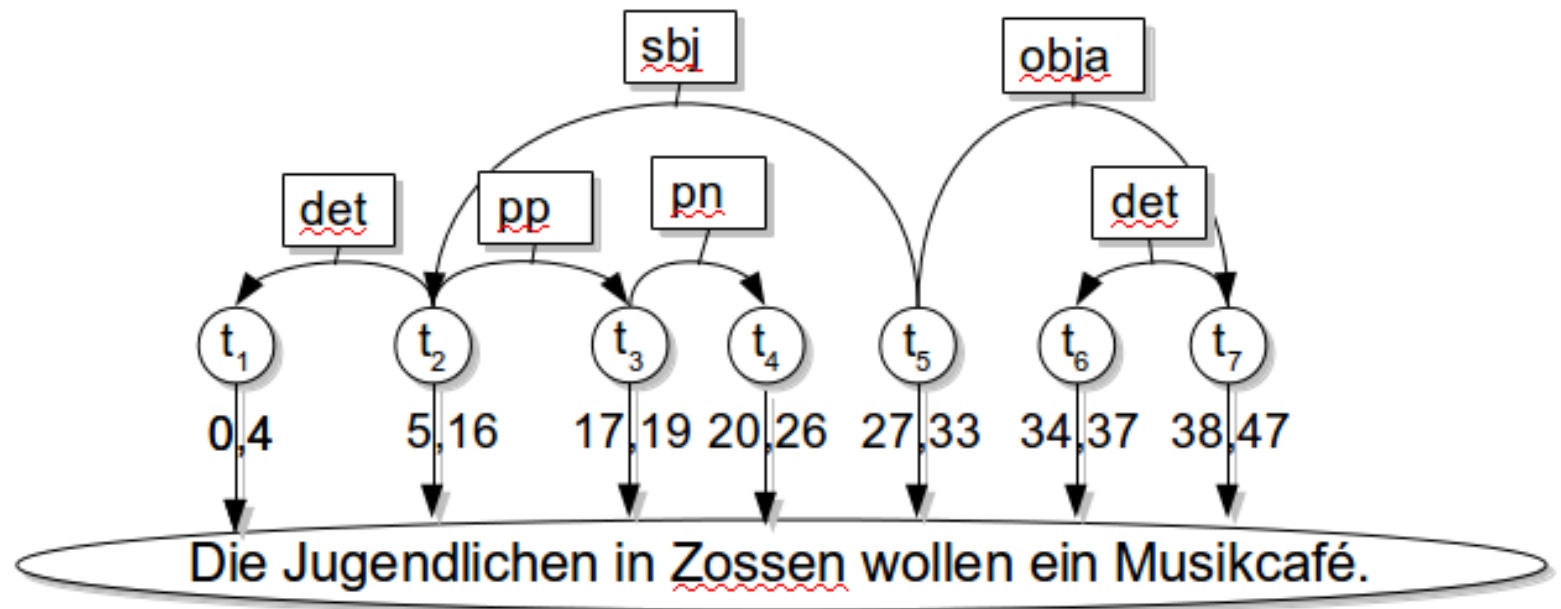 sbj obja
det pp pn det
t1 t2 t3 t4 t5 t6 t7
0,4 5,16 17,19 20,26 27,33 34,37 38,47
Die Jugendlichen in Zossen wollen ein Musikcafé.